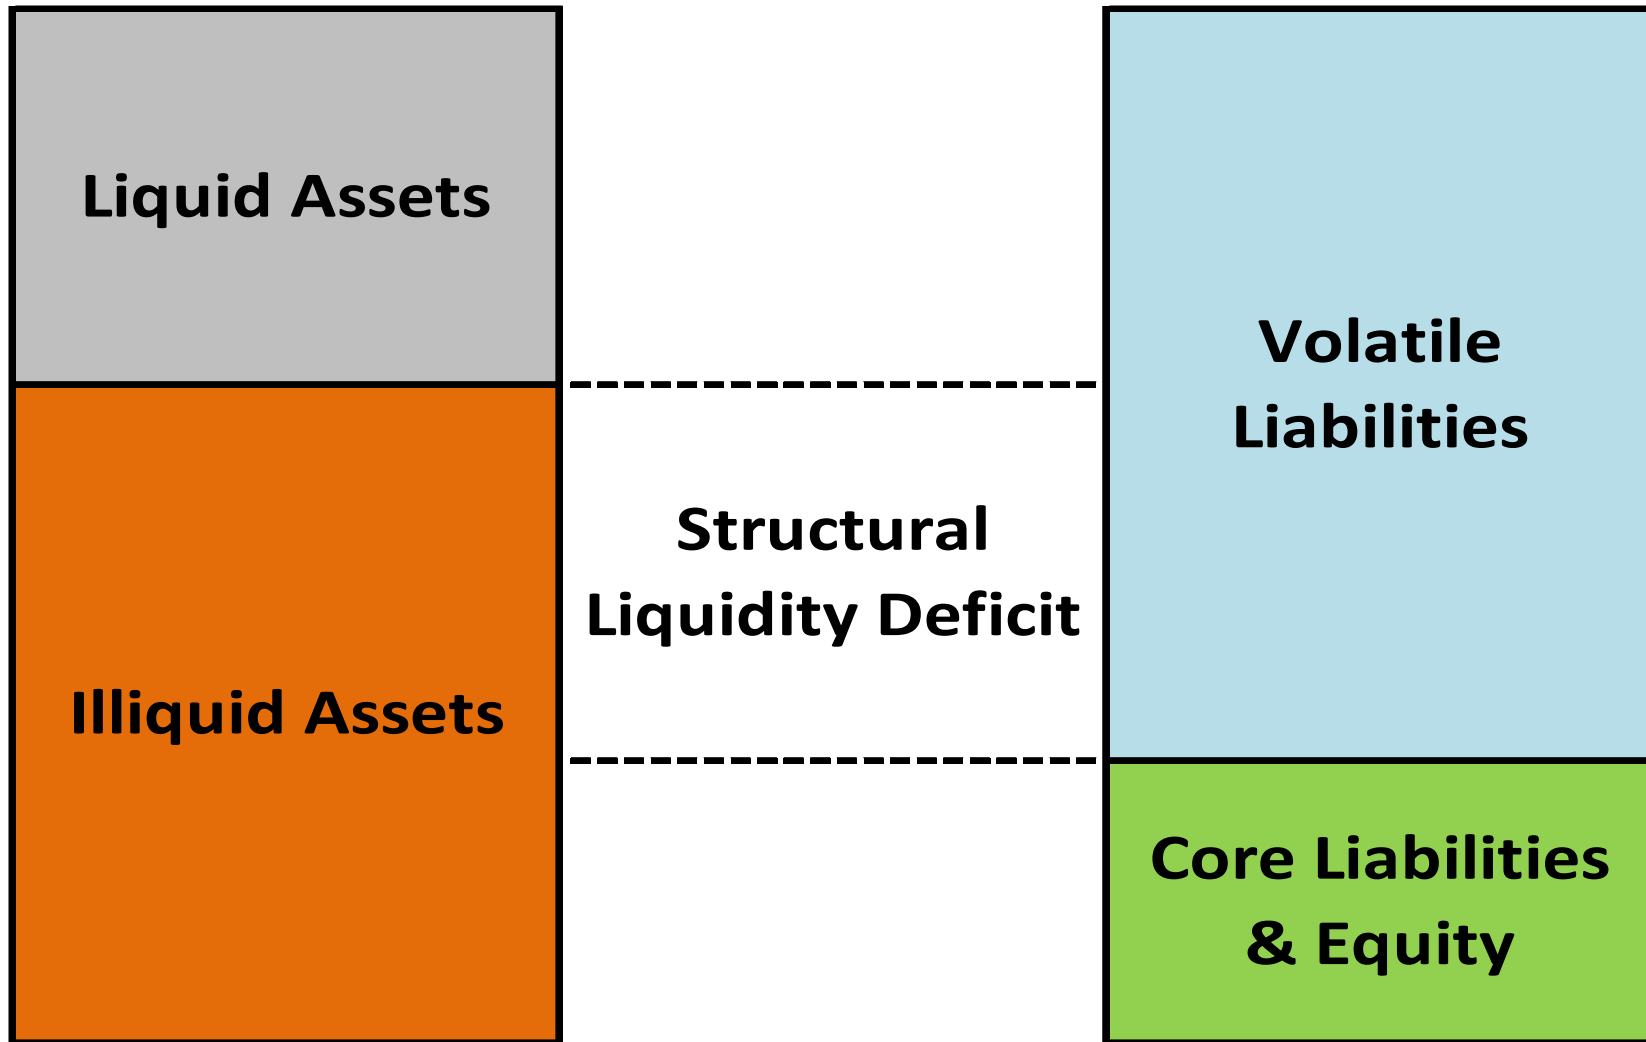 Liquid Assets
Illiquid Assets
Structural
Liquidity Deficit
Volatile
Liabilities
Core Liabilities
& Equity